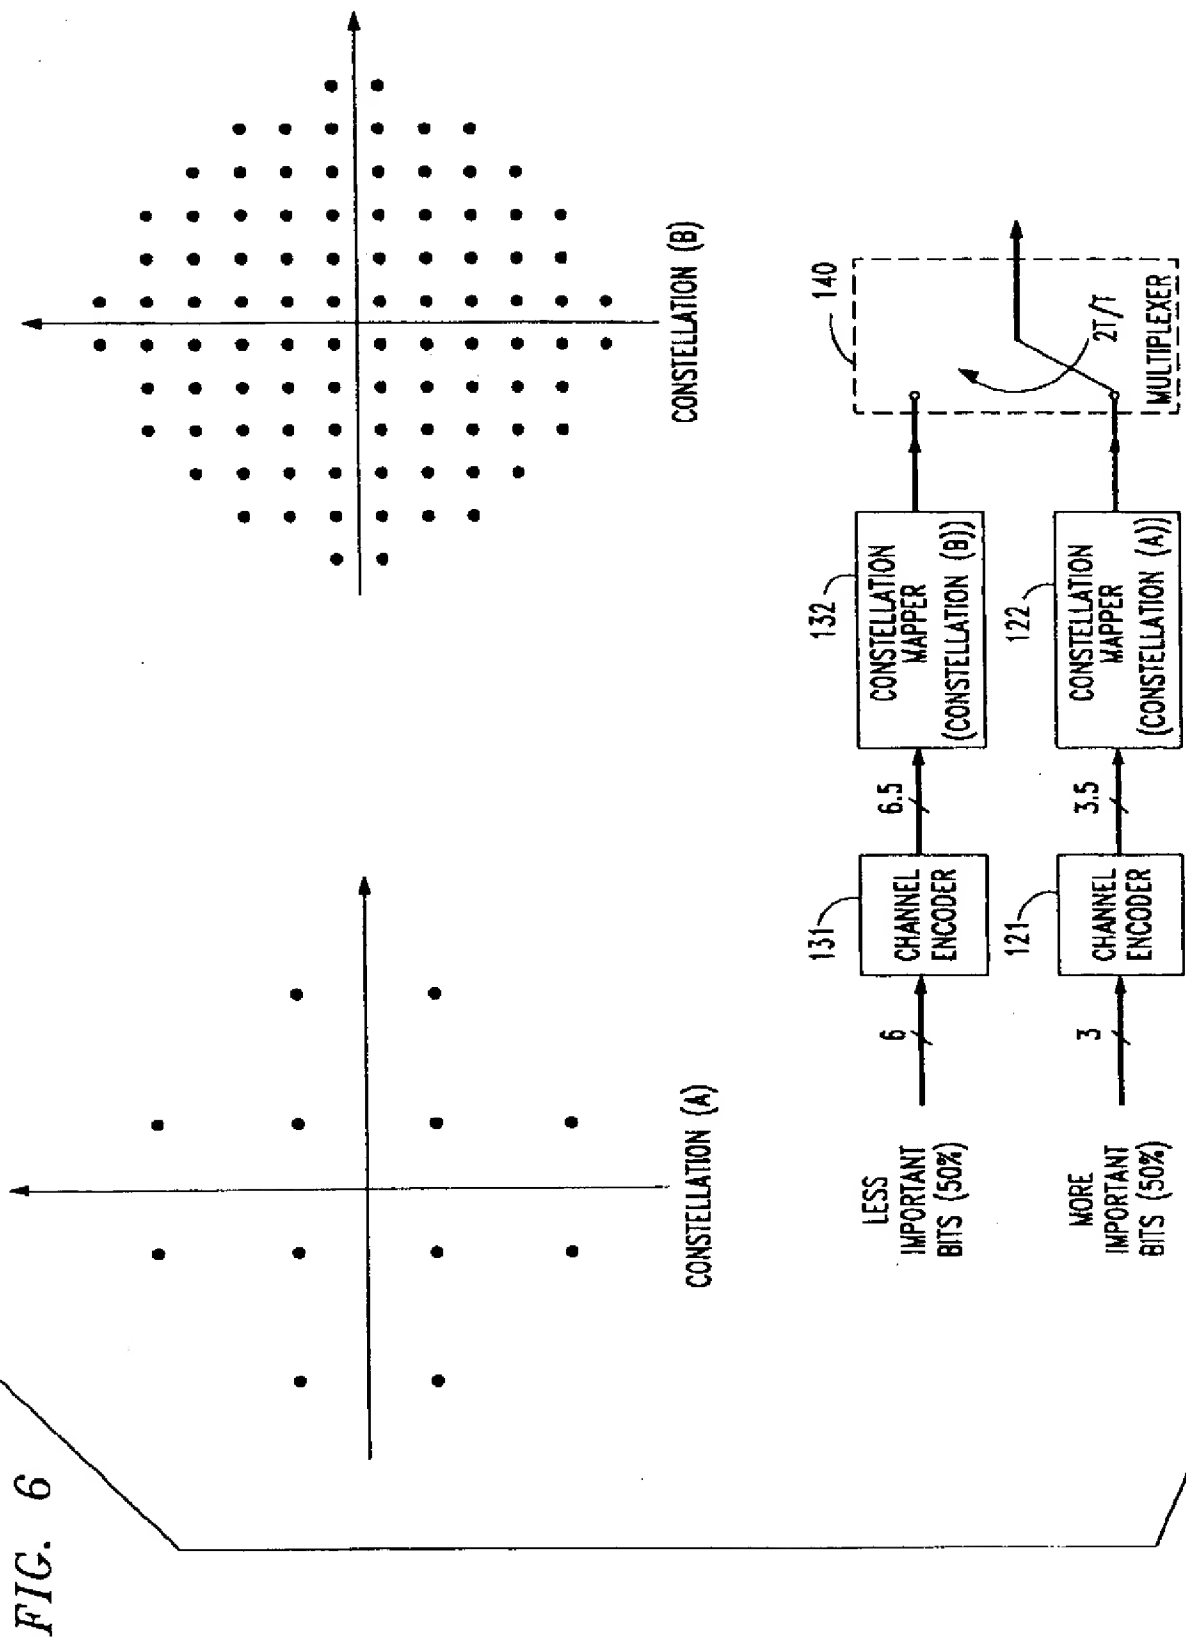 FIG. 6
CONSTELLATION (A)
CONSTELLATION (B)
LESS
IMPORTANT
BITS (50%)
6
131
CHANNEL
ENCODER
6.5
132
CONSTELLATION
MAPPER
(CONSTELLATION (B))
140
MORE
IMPORTANT
BITS (50%)
3
121
CHANNEL
ENCODER
3.5
122
CONSTELLATION
MAPPER
(CONSTELLATION (A))
2T/T
MULTIPLEXER